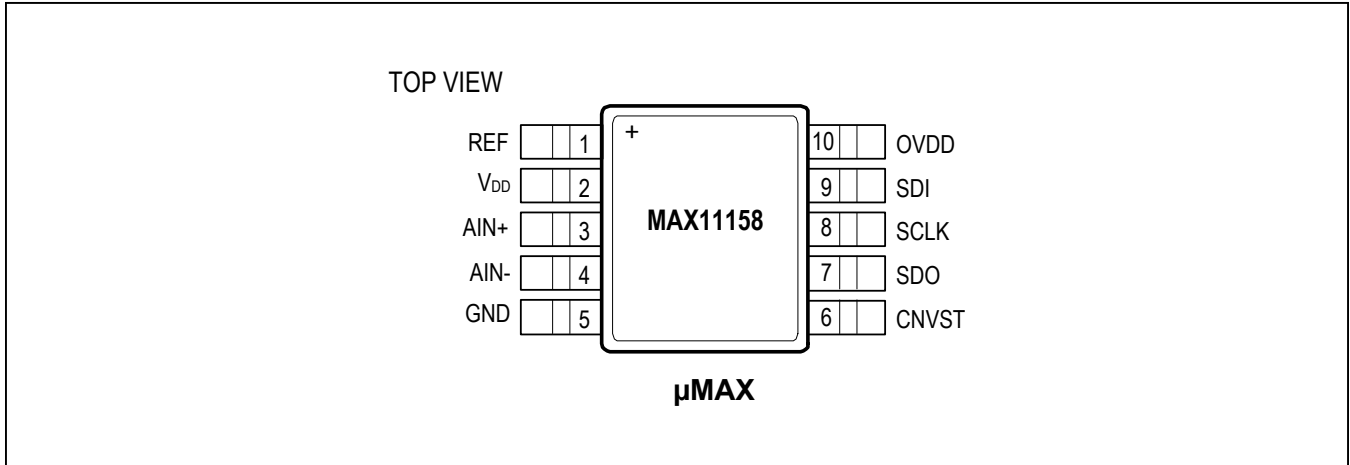 TOP VIEW
REF 1 + 10 OVDD
VDD 2 9 SDI
AIN+ 3 MAX11158 8 SCLK
AIN- 4 7 SDO
GND 5 6 CNVST
µMAX